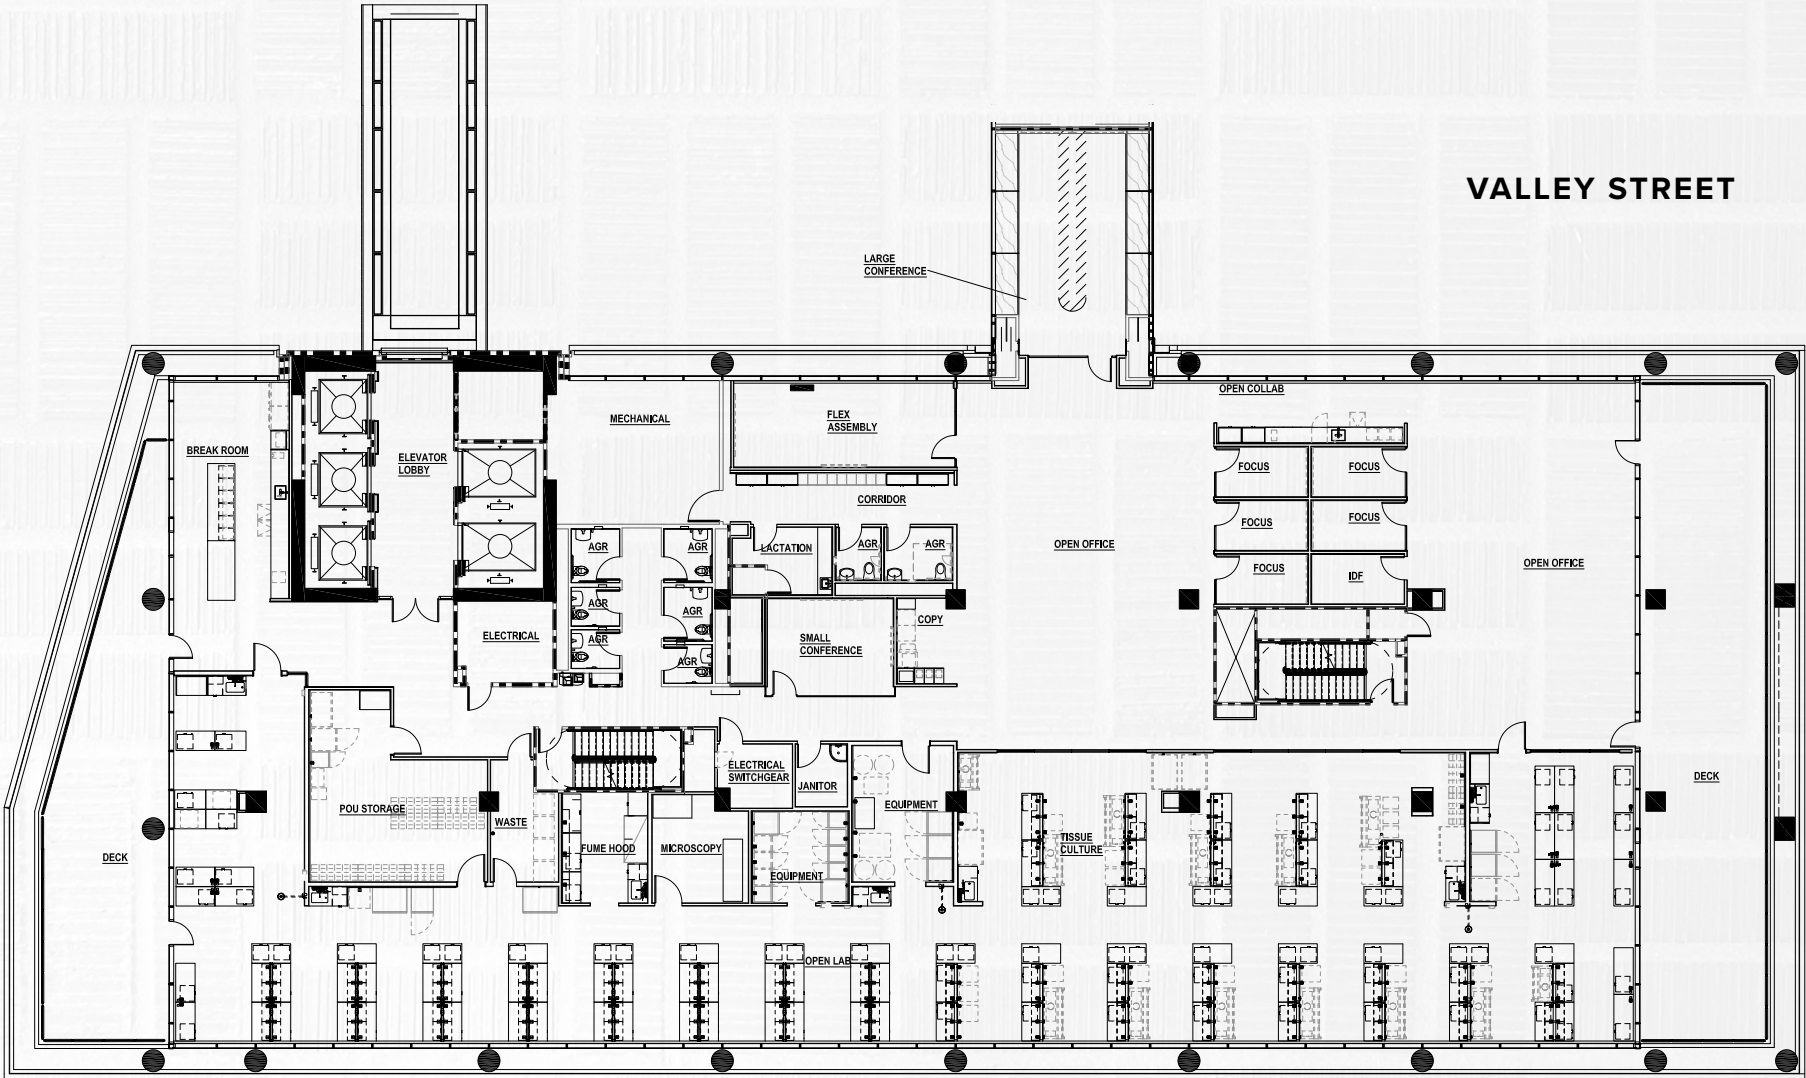 VALLEY STREET
LARGE
CONFERENCE
OPEN COLLAB
MECHANICAL
FLEX
ASSEMBLY
BREAK ROOM
ELEVATOR
LOBBY
FOCUS
FOCUS
CORRIDOR
FOCUS
FOCUS
AGR
AGR
LACTATION
AGR
AGR
OPEN OFFICE
OPEN OFFICE
FOCUS
IDF
AGR
AGR
COPY
ELECTRICAL
AGR
SMALL
CONFERENCE
AGR
ELECTRICAL
SWITCHGEAR
JANITOR
DECK
POU STORAGE
EQUIPMENT
WASTE
TISSUE
CULTURE
FUME HOOD
MICROSCOPY
DECK
EQUIPMENT
OPEN LAB